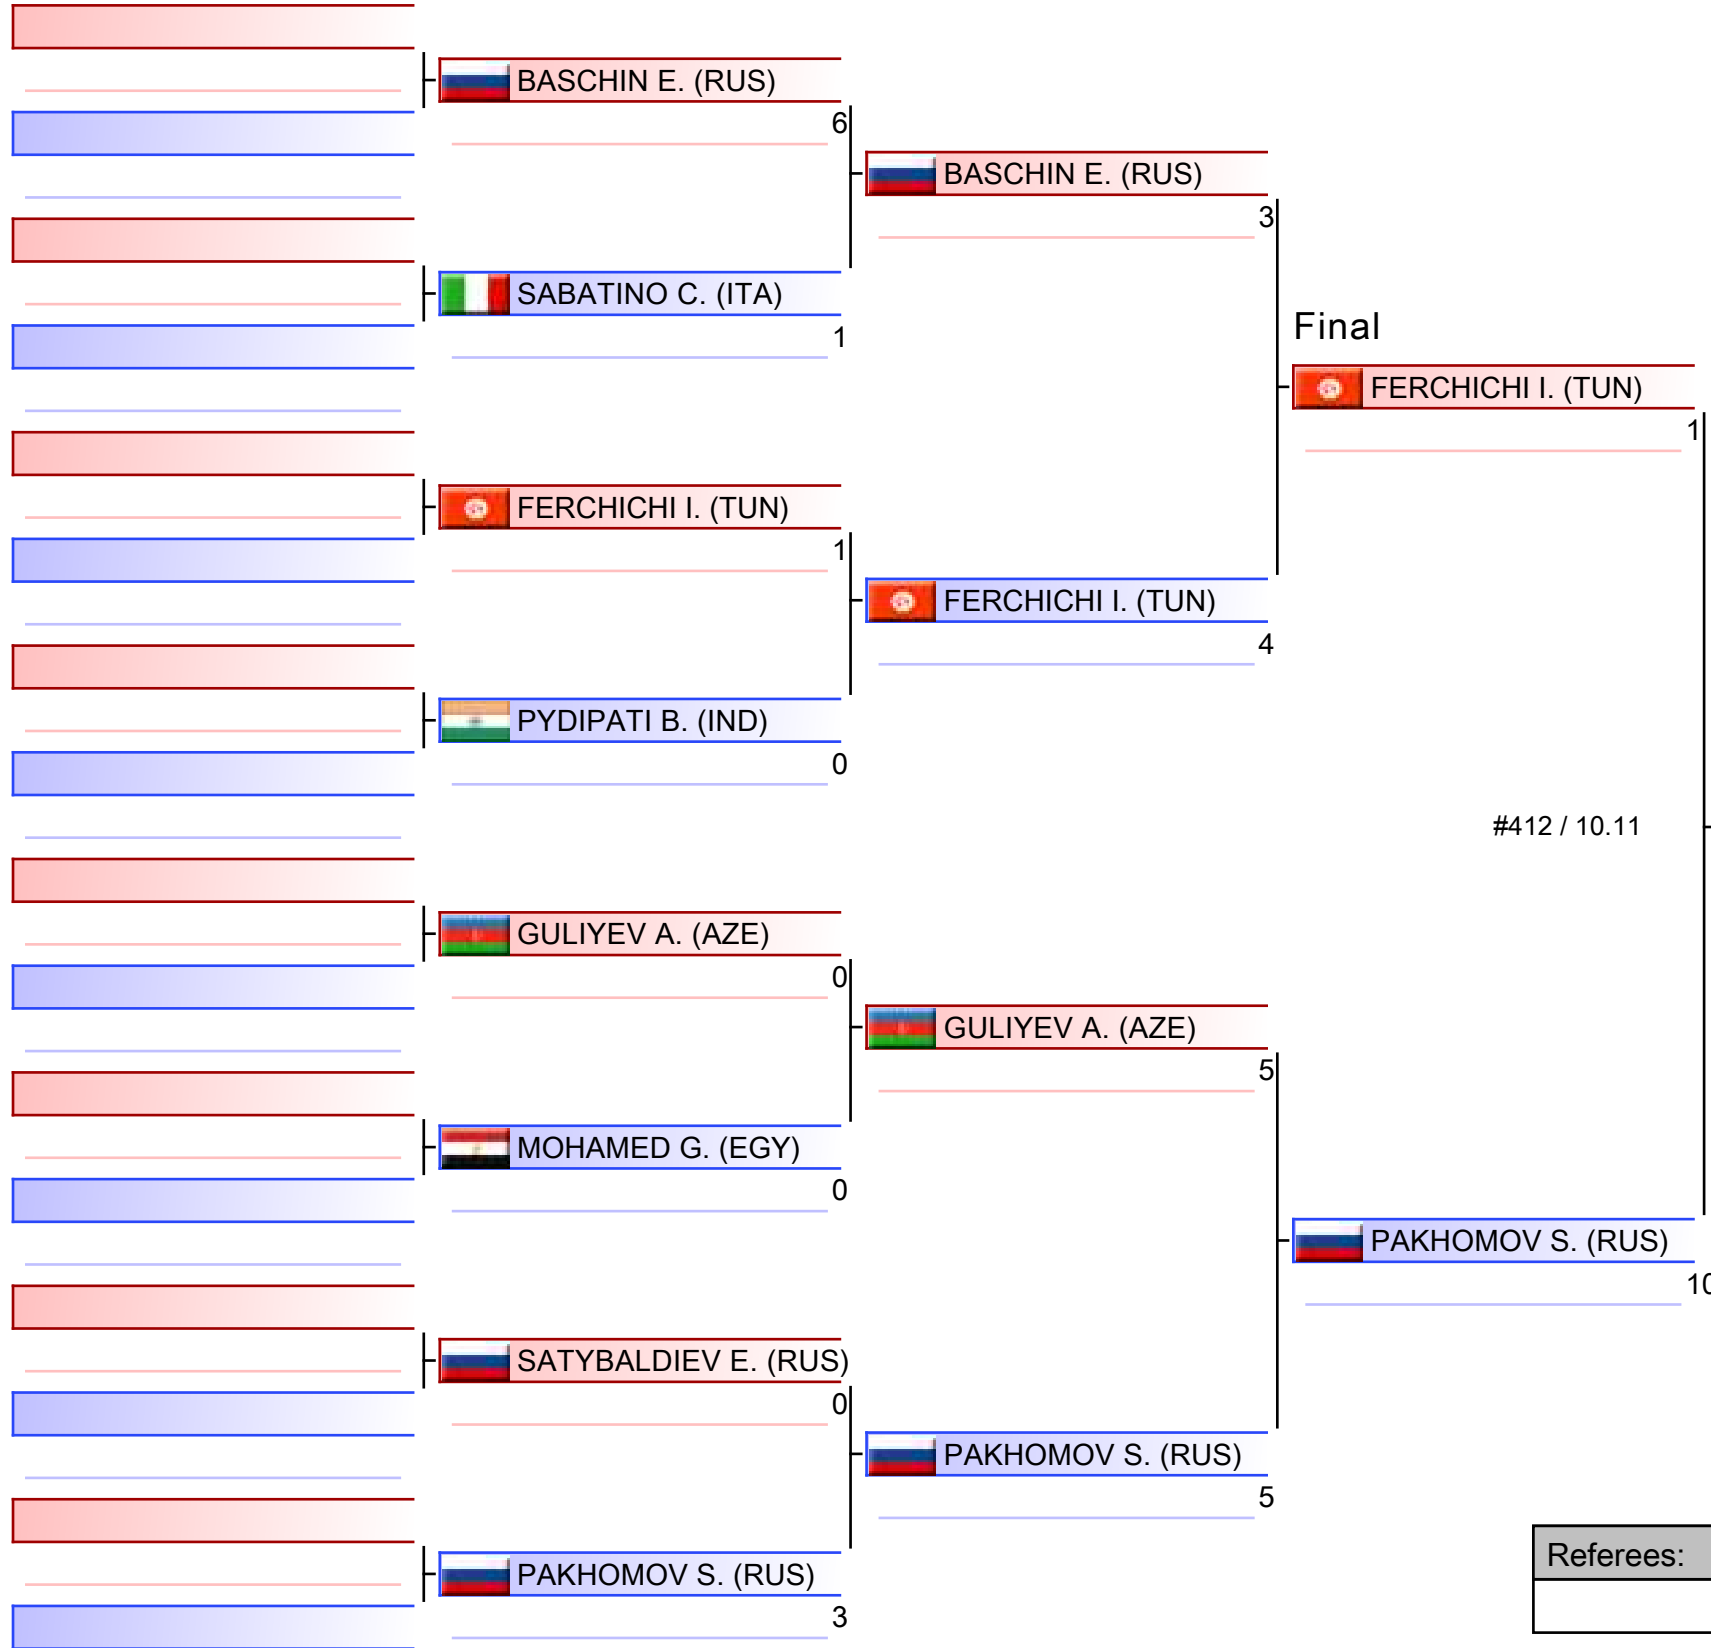 BASCHIN E. (RUS)
6
SABATINO C. (ITA)
1
FERCHICHI I. (TUN)
1
PYDIPATI B. (IND)
0
GULIYEV A. (AZE)
0
MOHAMED G. (EGY)
0
SATYBALDIEV E. (RUS)
0
PAKHOMOV S. (RUS)
3
BASCHIN E. (RUS)
3
FERCHICHI I. (TUN)
4
GULIYEV A. (AZE)
5
PAKHOMOV S. (RUS)
5
Final
FERCHICHI I. (TUN)
1
#412 / 10.11
PAKHOMOV S. (RUS)
10
Referees: